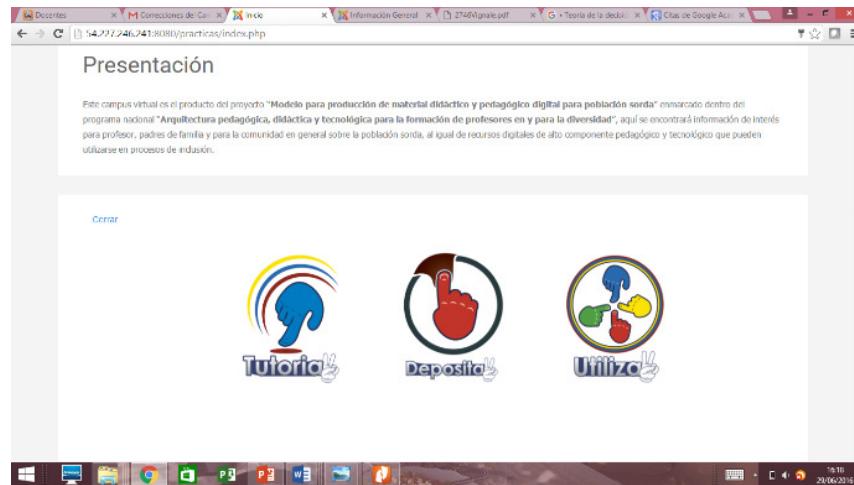 Docentes
M Correcciones del Can
Inicio
Información General
2746Vignale.pdf
G - Teoría de la decisi
Citas de Google Aca
54.227.246.241:8080/practicas/index.php
Presentación
Este campus virtual es el producto del proyecto "Modelo para producción de material didáctico y pedagógico digital para población sorda" enmarcado dentro del
programa nacional "Arquitectura pedagógica, didáctica y tecnológica para la formación de profesores en y para la diversidad", aquí se encontrará información de interés
para profesor, padres de familia y para la comunidad en general sobre la población sorda, al igual de recursos digitales de alto componente pedagógico y tecnológico que pueden
utilizarse en procesos de inclusión.
Cerrar
Tutoria
Deposita
Utiliza
16:18
29/06/2016